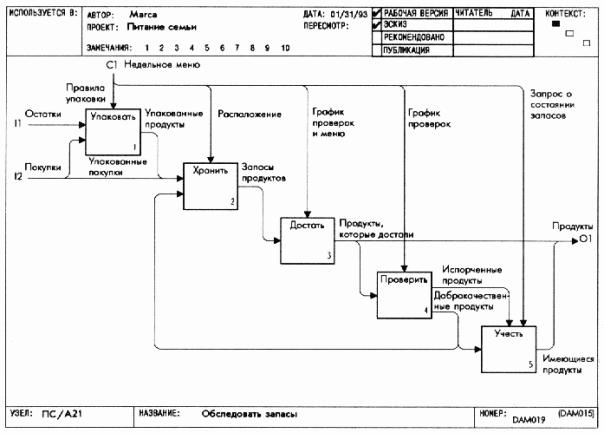 ИСПОЛЬЗУЕТСЯ В:
АВТОР: Marca
ПРОЕКТ: Питание семьи
ЗАМЕЧАНИЯ: 1 2 3 4 5 6 7 8 9 10
ДАТА: 01/31/93
ПЕРЕСМОТР:
РАБОЧАЯ ВЕРСИЯ
ЭСКИЗ
РЕКОМЕНДОВАНО
ПУБЛИКАЦИЯ
ЧИТАТЕЛЬ ДАТА
КОНТЕКСТ:
C1 Недельное меню
Правила
упаковки
Остатки
I1
Упаковать
1
Упакованные
продукты
Расположение
График
проверок
и меню
График
проверок
Запрос о
состоянии
запасов
Покупки
I2
Упакованные
покупки
Хранить
2
Запасы
продуктов
Достать
3
Продукты,
которые достали
Продукты
O1
Проверить
4
Испорченные
продукты
Доброкачествен-
ные продукты
Учесть
5
Имеющиеся
продукты
УЗЕЛ: ПС/А21
НАЗВАНИЕ: Обследовать запасы
НОМЕР: DAM019
(DAM015)